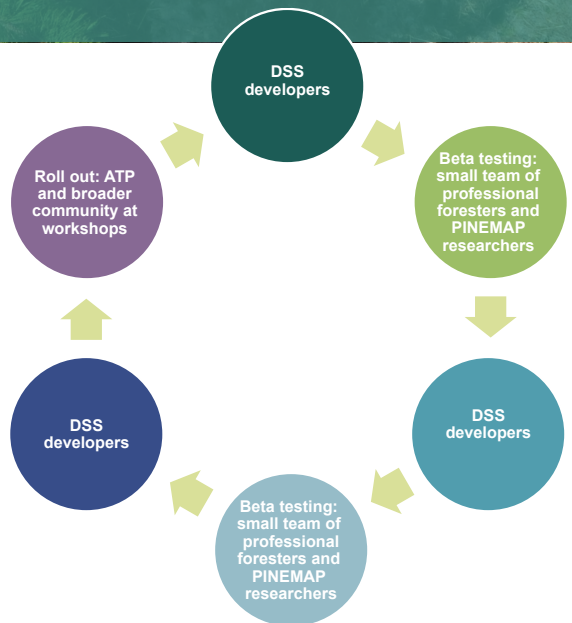 DSS
developers
Beta testing:
small team of
professional
foresters and
PINEMAP
researchers
DSS
developers
Beta testing:
small team of
professional
foresters and
PINEMAP
researchers
DSS
developers
Roll out: ATP
and broader
community at
workshops